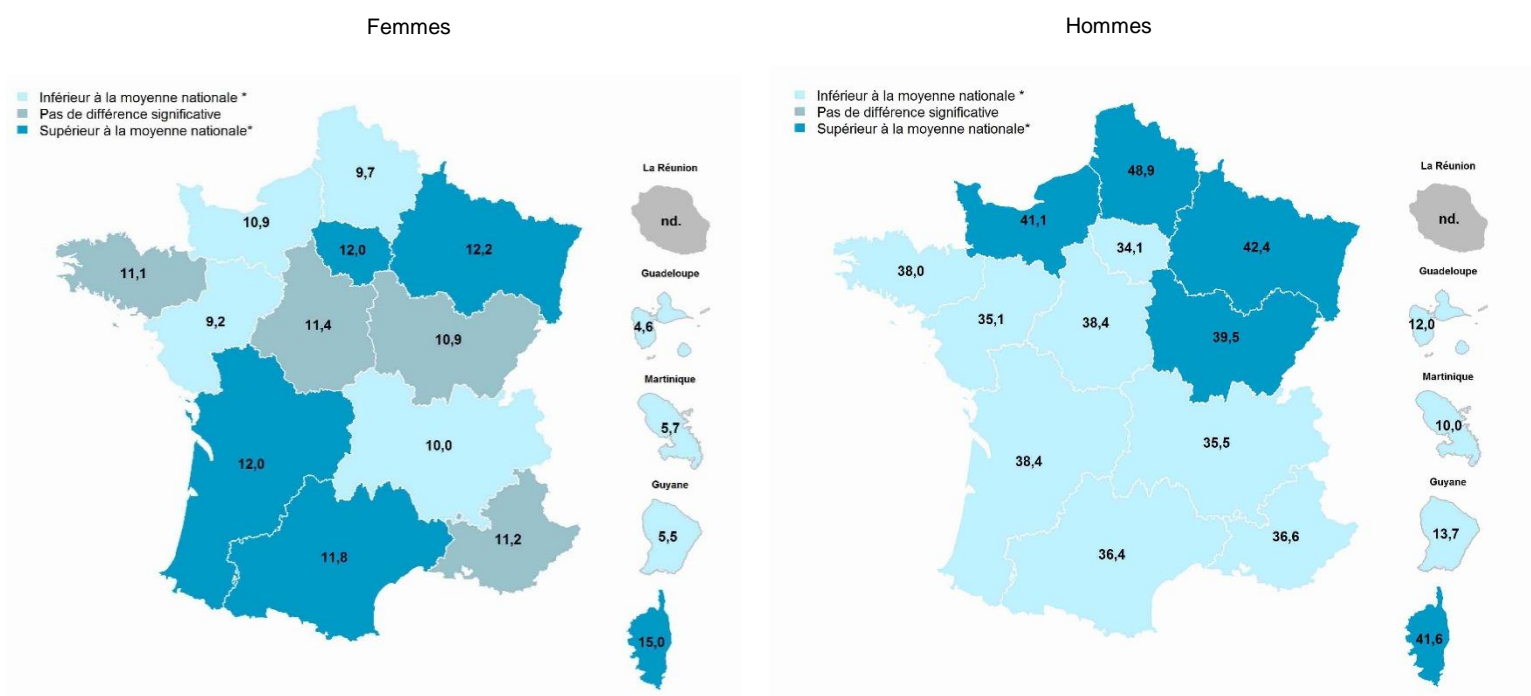 Femmes
Inférieur à la moyenne nationale *
Pas de différence significative
Supérieur à la moyenne nationale*
9,7
10,9
12,0
12,2
11,1
9,2
11,4
10,9
10,0
12,0
11,2
11,8
La Réunion
nd.
Guadeloupe
4,6
Martinique
5,7
Guyane
5,5
15,0
Hommes
Inférieur à la moyenne nationale *
Pas de différence significative
Supérieur à la moyenne nationale*
48,9
41,1
34,1
42,4
38,0
35,1
38,4
39,5
35,5
38,4
36,6
36,4
La Réunion
nd.
Guadeloupe
12,0
Martinique
10,0
Guyane
13,7
41,6